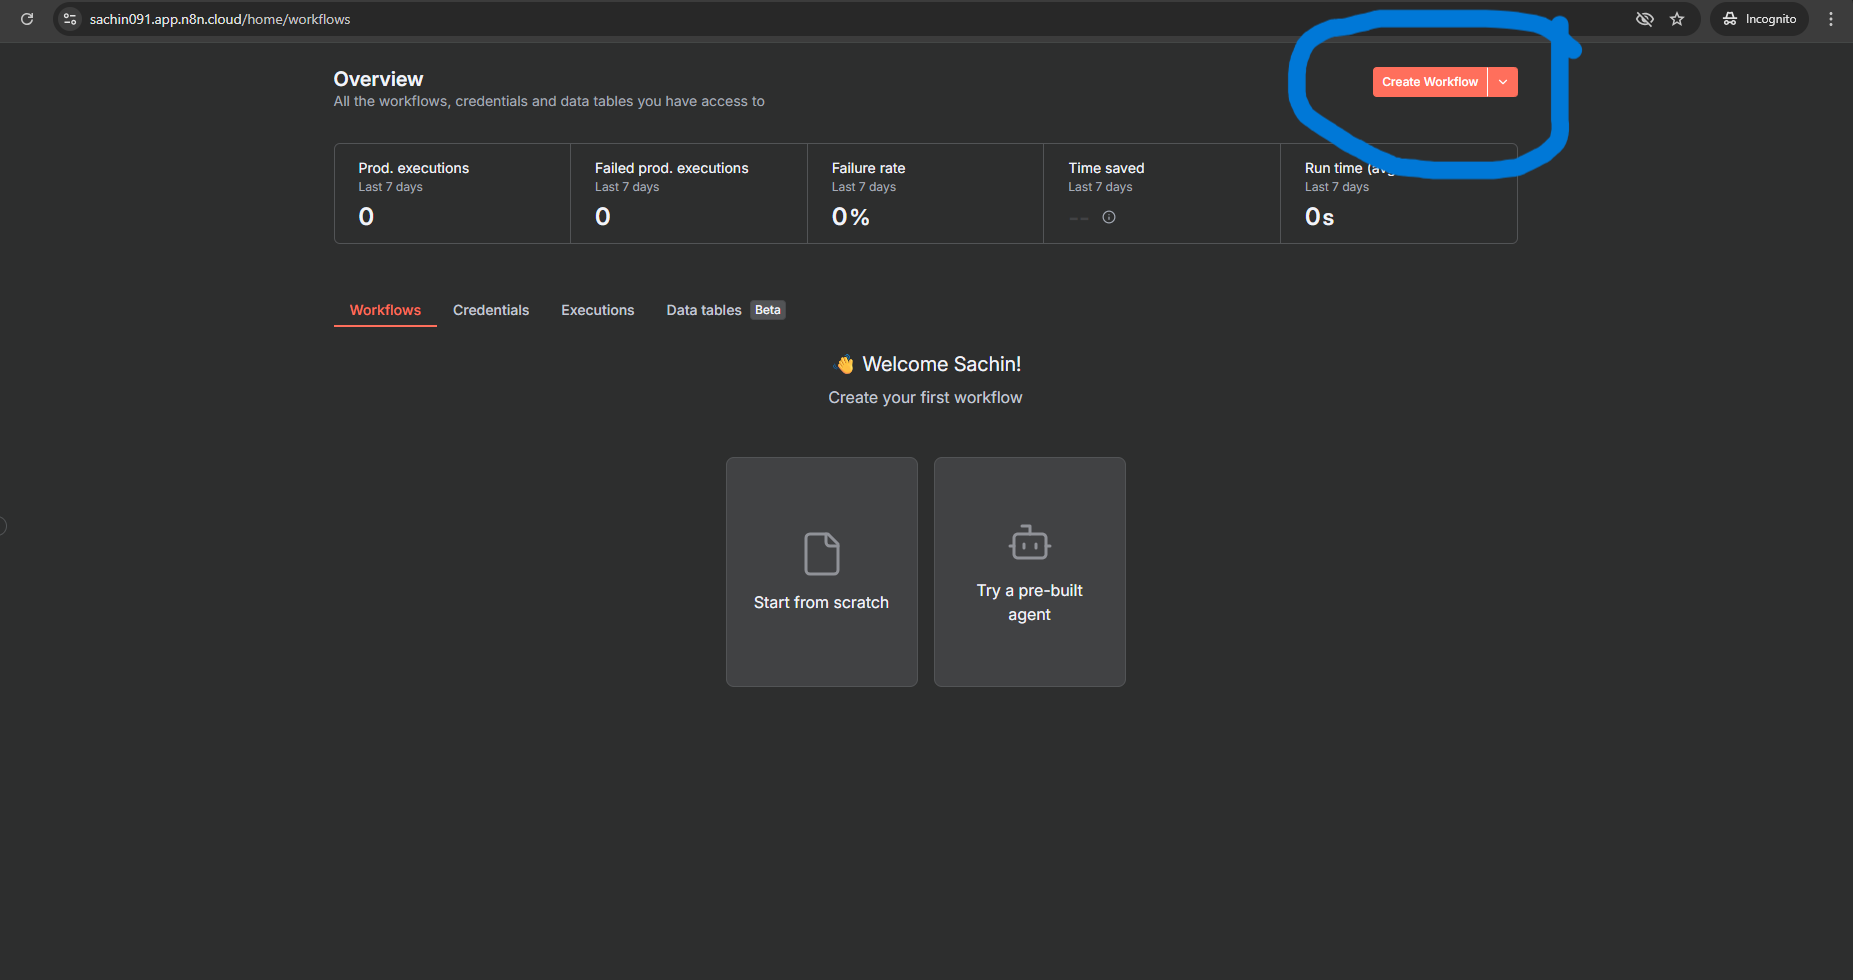 sachin091.app.n8n.cloud/home/workflows
Incognito
Overview
All the workflows, credentials and data tables you have access to
Create Workflow
Prod. executions
Last 7 days
0
Failed prod. executions
Last 7 days
0
Failure rate
Last 7 days
0%
Time saved
Last 7 days
--
Run time
Last 7 days
0s
Workflows
Credentials
Executions
Data tables
Beta
👋 Welcome Sachin!
Create your first workflow
Start from scratch
Try a pre-built
agent